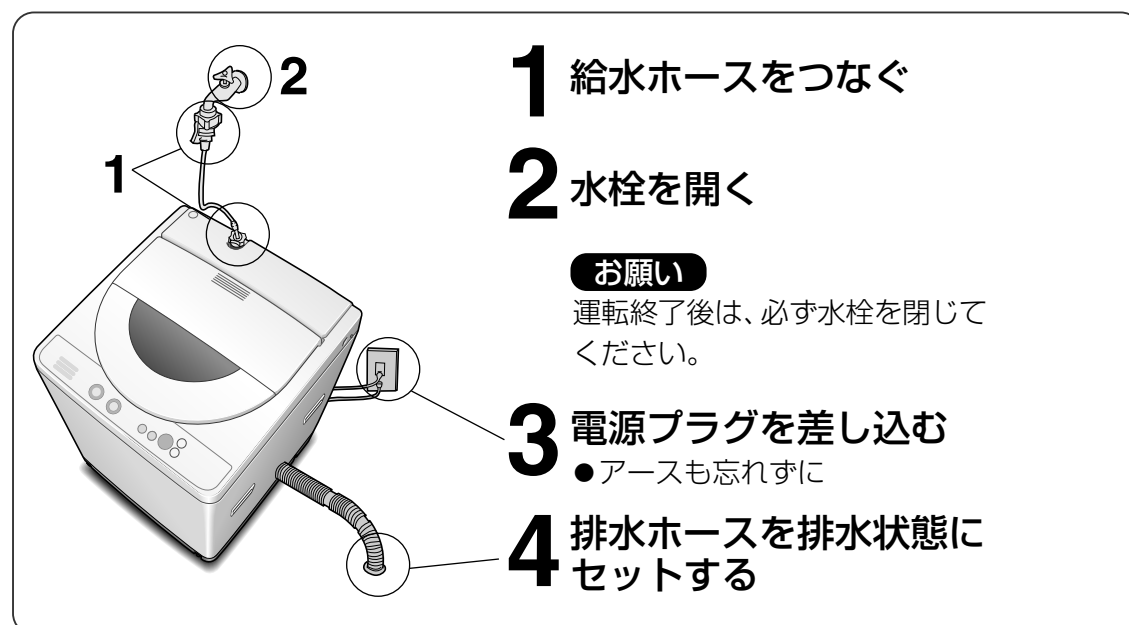 2
1
1 給水ホースをつなぐ
2 水栓を開く
お願い
運転終了後は、必ず水栓を閉じて
ください。
3 電源プラグを差し込む
●アースも忘れずに
4 排水ホースを排水状態に
セットする